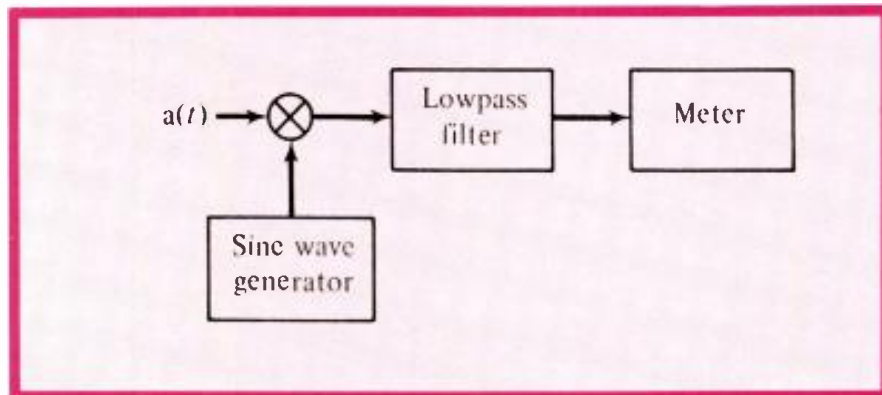 a(t)
Lowpass
filter
Meter
Sine wave
generator